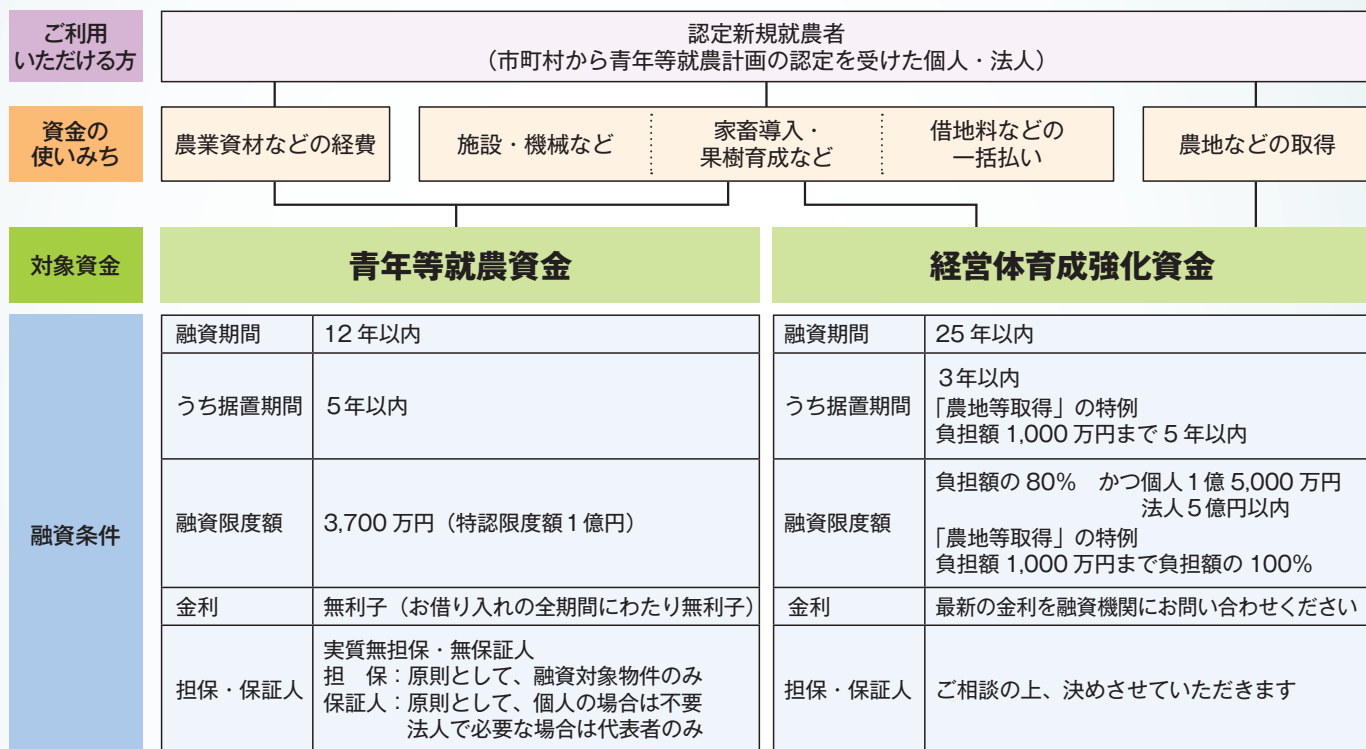 ご利用
いただける方
認定新規就農者
（市町村から青年等就農計画の認定を受けた個人・法人）
資金の
使いみち
農業資材などの経費
施設・機械など
家畜導入・
果樹育成など
借地料などの
一括払い
農地などの取得
対象資金
青年等就農資金
経営体育成強化資金
融資条件
融資期間
12年以内
うち据置期間
5年以内
融資限度額
3,700万円（特認限度額1億円）
金利
無利子（お借り入れの全期間にわたり無利子）
担保・保証人
実質無担保・無保証人
担　保：原則として、融資対象物件のみ
保証人：原則として、個人の場合は不要
法人で必要な場合は代表者のみ
融資期間
25年以内
うち据置期間
3年以内
「農地等取得」の特例
負担額1,000万円まで5年以内
融資限度額
負担額の80%　かつ個人1億5,000万円
法人5億円以内
「農地等取得」の特例
負担額1,000万円まで負担額の100%
金利
最新の金利を融資機関にお問い合わせください
担保・保証人
ご相談の上、決めさせていただきます